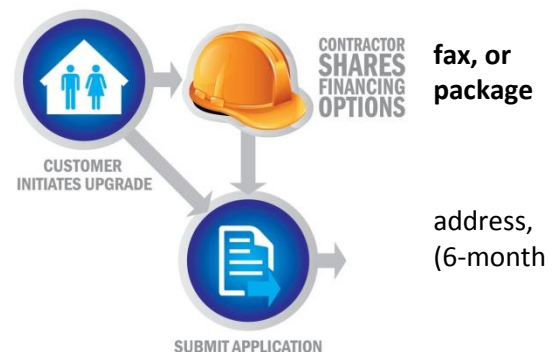 CONTRACTOR
SHARES
FINANCING
OPTIONS
fax, or
package
CUSTOMER
INITIATES UPGRADE
address,
(6-month
SUBMIT APPLICATION